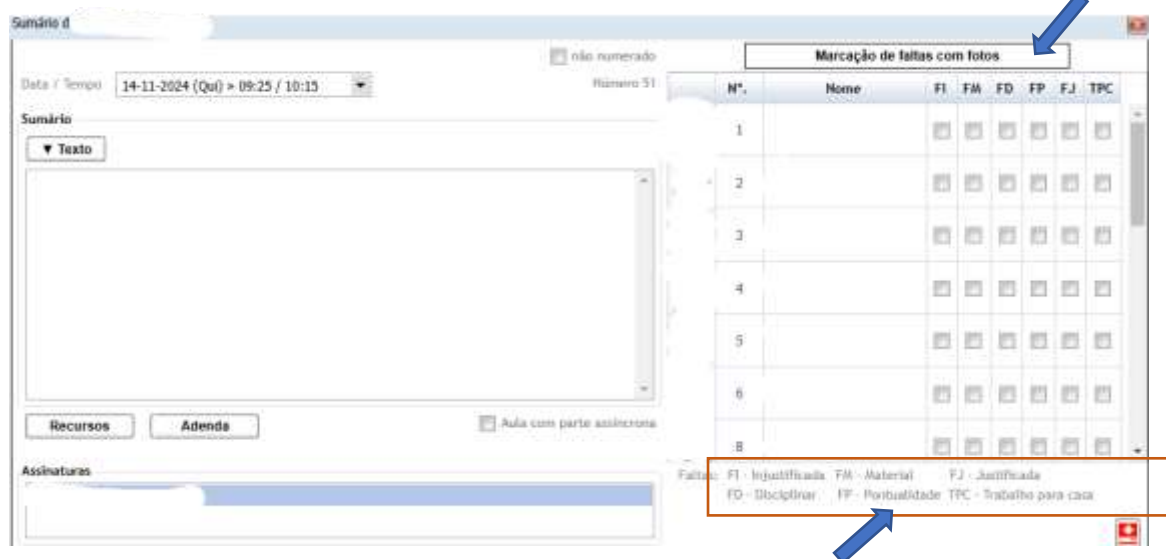 Sumário d
não numerado
Data / Tempo 14-11-2024 (Qui) > 09:25 / 10:15
Número 51
Sumário
▼ Texto
Recursos Adenda
Aula com parte assíncrona
Assinaturas
Marcação de faltas com fotos
Nº. Nome FI FM FD FP FJ TPC
1
2
3
4
5
6
8
Faltas: FI - Injustificada FM - Material FJ - Justificada
FD - Disciplinar FP - Pontualidade TPC - Trabalho para casa